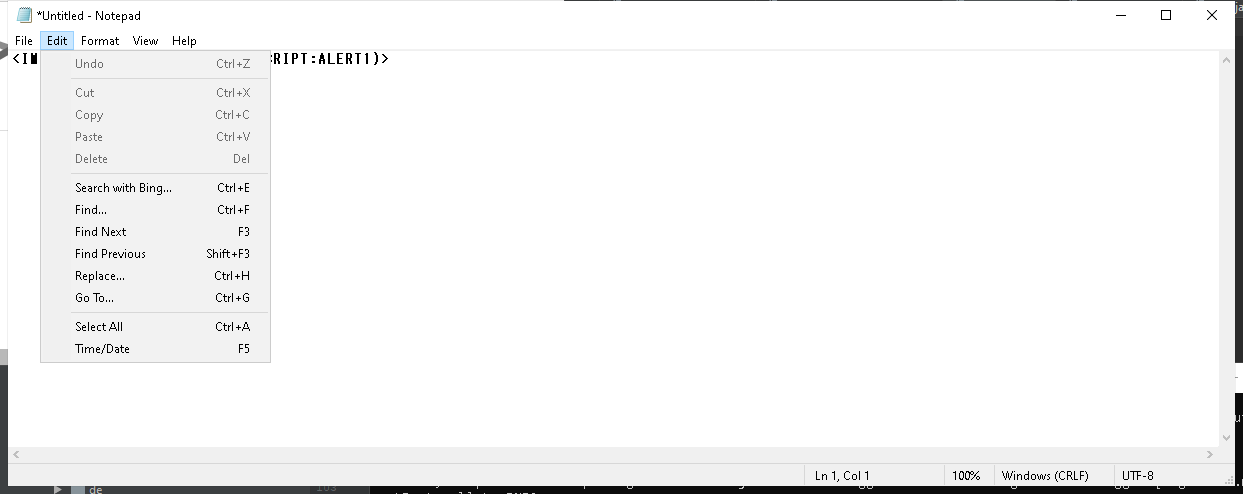 *Untitled - Notepad
File Edit Format View Help
<IM RIPT:ALERT1)>
Undo Ctrl+Z
Cut Ctrl+X
Copy Ctrl+C
Paste Ctrl+V
Delete Del
Search with Bing... Ctrl+E
Find... Ctrl+F
Find Next F3
Find Previous Shift+F3
Replace... Ctrl+H
Go To... Ctrl+G
Select All Ctrl+A
Time/Date F5
Ln 1, Col 1 100% Windows (CRLF) UTF-8
de